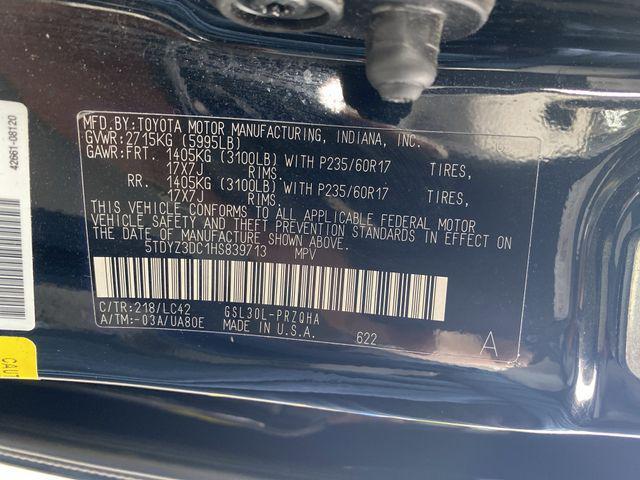 MFD.BY:TOYOTA MOTOR MANUFACTURING, INDIANA, INC.
GVWR:2715KG(5995LB)
GAWR:FRT. 1405KG(3100LB)WITH P235/60R17 TIRES,
17X7J RIMS.
RR. 1405KG(3100LB)WITH P235/60R17 TIRES,
17X7J RIMS.
THIS VEHICLE CONFORMS TO ALL APPLICABLE FEDERAL MOTOR
VEHICLE SAFETY AND THEFT PREVENTION STANDARDS IN EFFECT ON
THE DATE OF MANUFACTURE SHOWN ABOVE.
5TDYZ3DC1HS839713 MPV
C/TR:218/LC42 GSL30L-PRZQHA
A/TM:-03A/UA80E MADE IN U.S.A. 622 A
42661-08120
CAUT